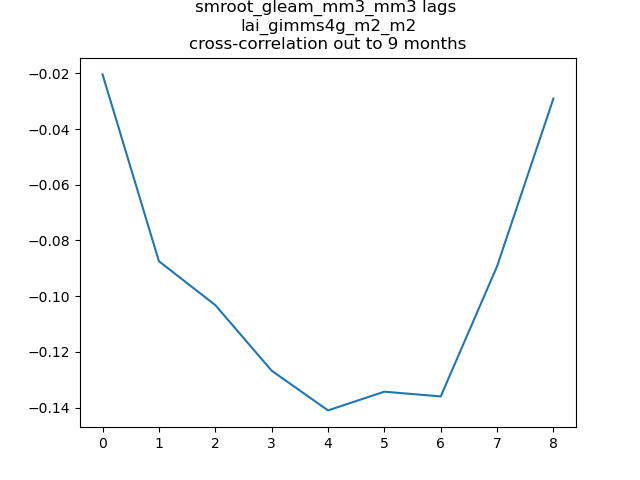 smroot_gleam_mm3_mm3 lags
lai_gimms4g_m2_m2
cross-correlation out to 9 months
−0.02
−0.04
−0.06
−0.08
−0.10
−0.12
−0.14
0 1 2 3 4 5 6 7 8